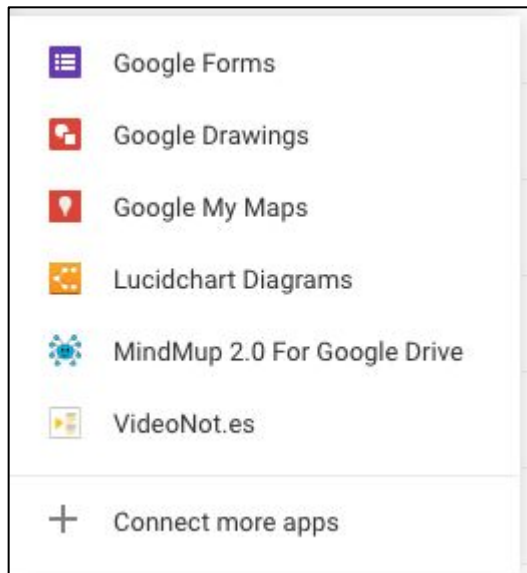 Google Forms
Google Drawings
Google My Maps
Lucidchart Diagrams
MindMup 2.0 For Google Drive
VideoNot.es
Connect more apps